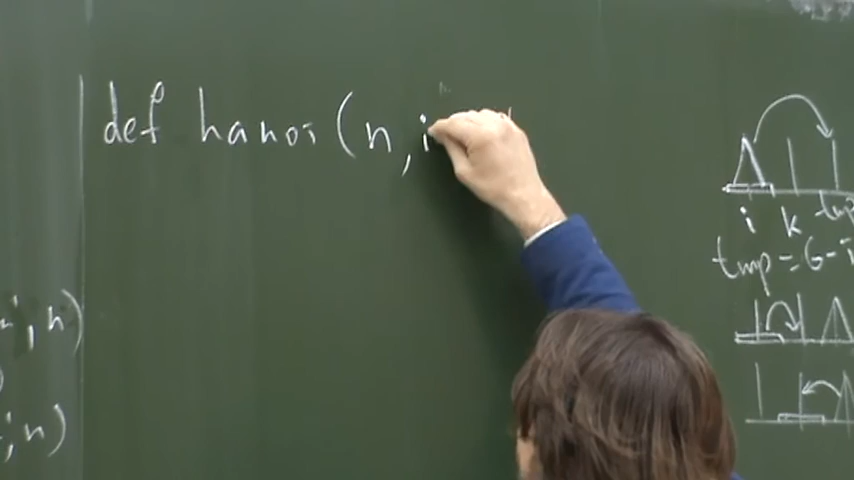 def hanoi (n, i
i k tmp
tmp = 6 - i
, n)
; n)